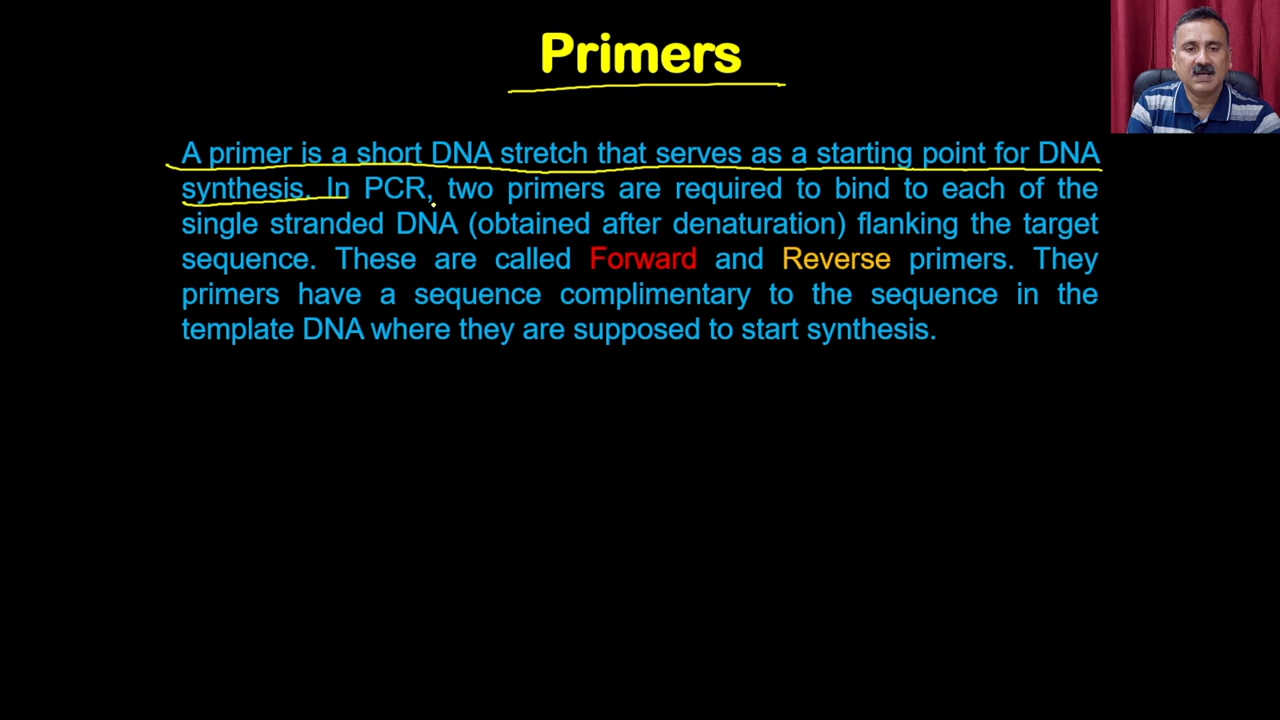 Primers
A primer is a short DNA stretch that serves as a starting point for DNA
synthesis. In PCR, two primers are required to bind to each of the
single stranded DNA (obtained after denaturation) flanking the target
sequence. These are called Forward and Reverse primers. They
primers have a sequence complimentary to the sequence in the
template DNA where they are supposed to start synthesis.